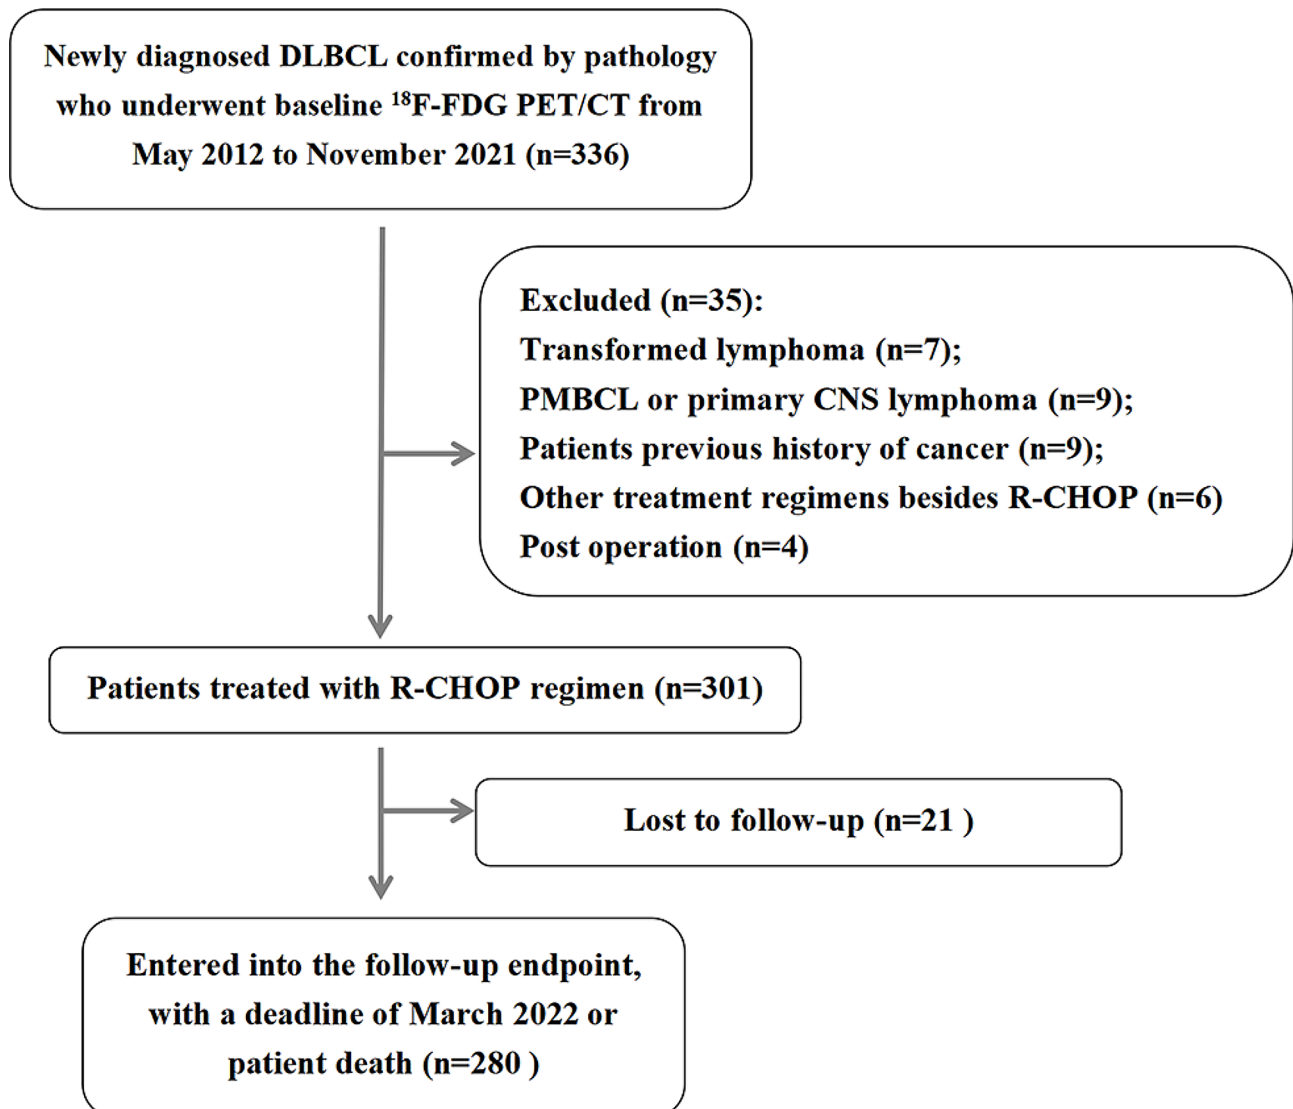 Newly diagnosed DLBCL confirmed by pathology
who underwent baseline ¹⁸F-FDG PET/CT from
May 2012 to November 2021 (n=336)
Excluded (n=35):
Transformed lymphoma (n=7);
PMBCL or primary CNS lymphoma (n=9);
Patients previous history of cancer (n=9);
Other treatment regimens besides R-CHOP (n=6)
Post operation (n=4)
Patients treated with R-CHOP regimen (n=301)
Lost to follow-up (n=21 )
Entered into the follow-up endpoint,
with a deadline of March 2022 or
patient death (n=280 )